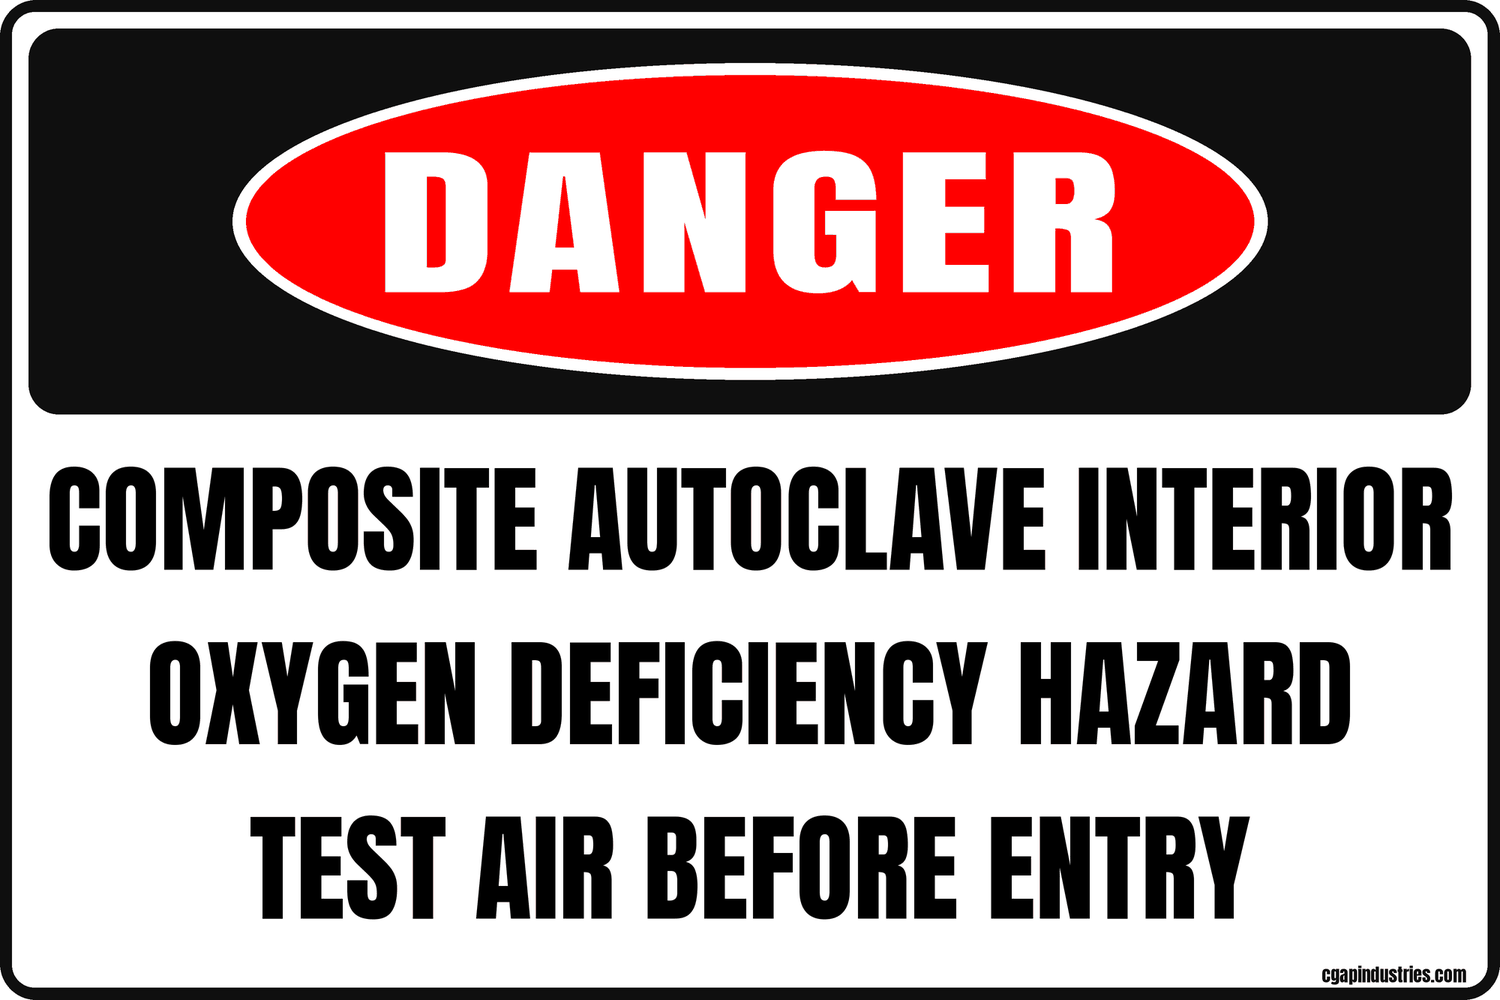 DANGER
COMPOSITE AUTOCLAVE INTERIOR
OXYGEN DEFICIENCY HAZARD
TEST AIR BEFORE ENTRY
cgapindustries.com